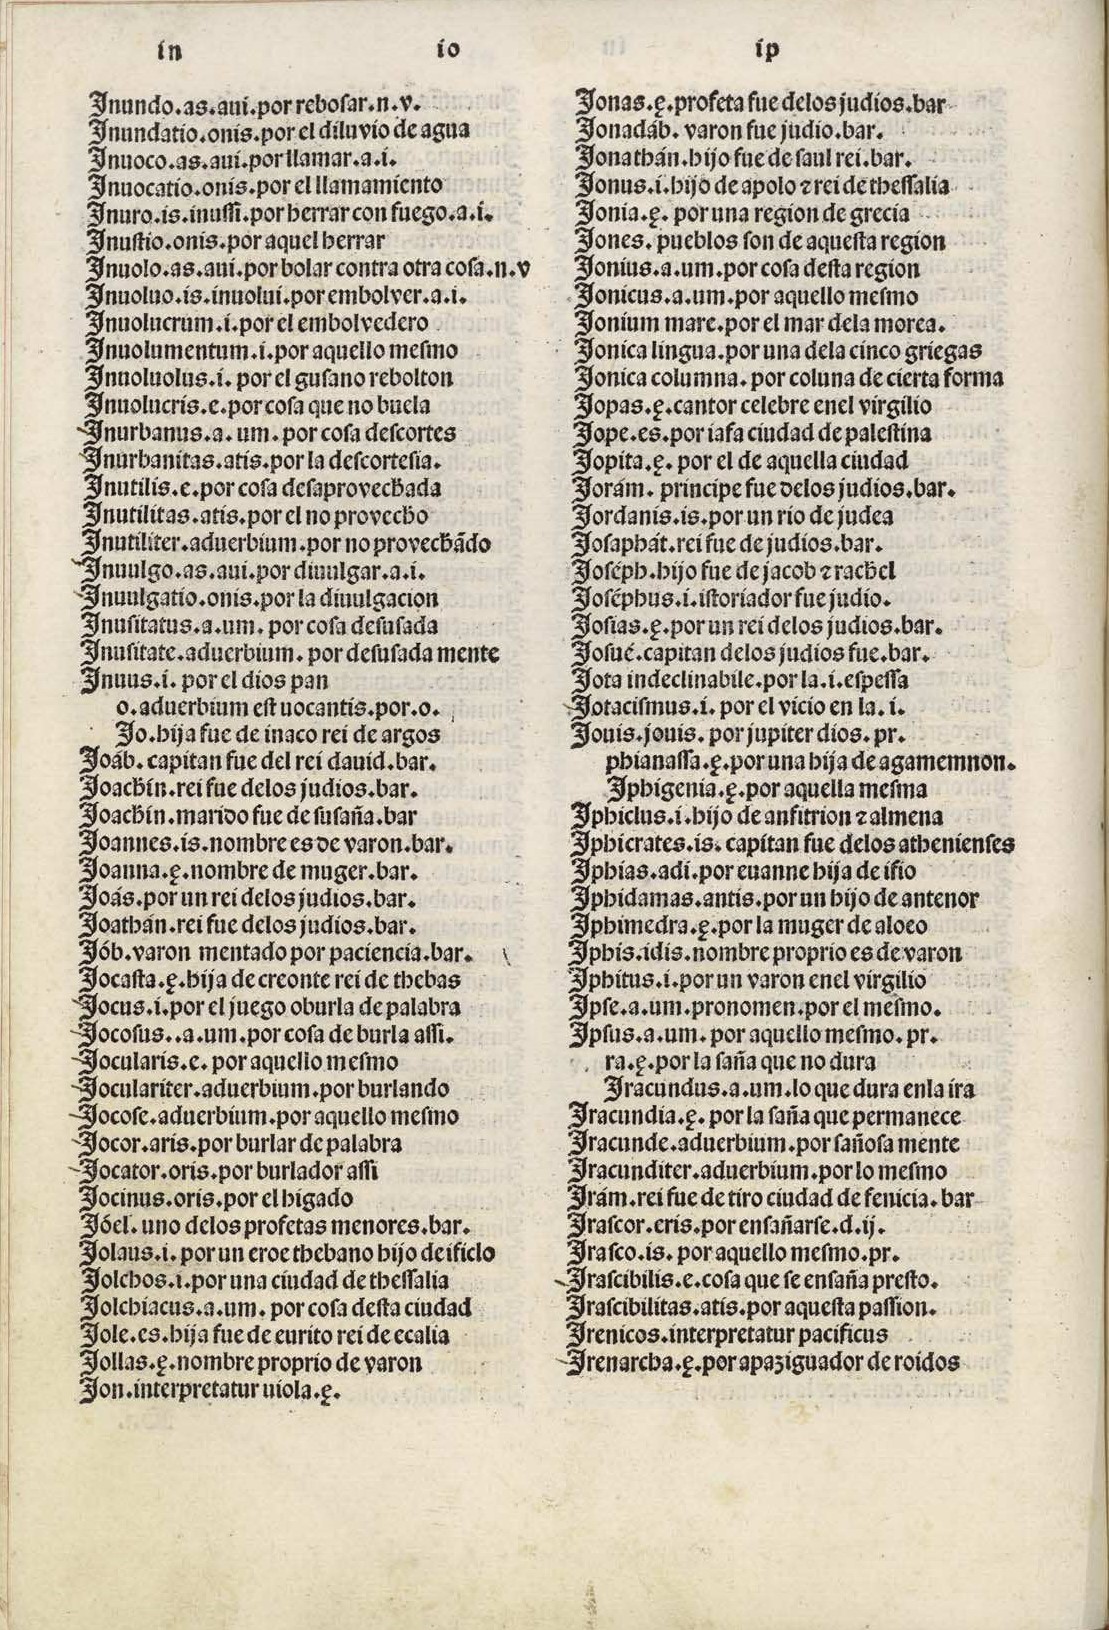 in
io
ip
Inundo.as.aui.por rebosar.n.v.
Inundatio.onis.por el diluvio de agua
Inuoco.as.aui.por llamar.a.i.
Inuocatio.onis.por el llamamiento
Inuro.is.inussi.por herrar con fuego.a.i.
Inustio.onis.por aquel herrar
Inuolo.as.aui.por bolar contra otra cosa.n.v
Inuoluo.is.inuolui.por embolver.a.i.
Inuolucrum.i.por el embolvedero
Inuolumentum.i.por aquello mesmo
Inuoluolus.i. por el gusano rebolton
Inuolucris.e.por cosa que no buela
Inurbanus.a.um.por cosa descortes
Inurbanitas.atis.por la descortesia.
Inutilis.e.por cosa desaprovechada
Inutilitas.atis.por el no provecho
Inutiliter.aduerbium.por no provechãdo
Inuulgo.as.aui.por diuulgar.a.i.
Inuulgatio.onis.por la diuulgacion
Inusitatus.a.um.por cosa desusada
Inusitate.aduerbium.por desusada mente
Inuus.i. por el dios pan
o.aduerbium est uocantis.por.o.
Io.hija fue de inaco rei de argos
Ioáb.capitan fue del rei dauid.bar.
Ioachín.rei fue delos judios.bar.
Ioachín.marido fue de susaña.bar
Ioannes.is.nombre es de varon.bar.
Ioanna.ę.nombre de muger.bar.
Ioás.por un rei delos judios.bar.
Ioathán.rei fue delos judios.bar.
Iób.varon mentado por paciencia.bar.
Iocasta.ę.hija de creonte rei de thebas
Iocus.i.por el juego oburla de palabra
Iocosus..a.um.por cosa de burla assi.
Iocularis.e. por aquello mesmo
Ioculariter.aduerbium.por burlando
Iocose.aduerbium.por aquello mesmo
Iocor.aris.por burlar de palabra
Iocator.oris.por burlador assi
Iocinus.oris.por el higado
Ióel.uno delos profetas menores.bar.
Iolaus.i.por un eroe thebano hijo de ificlo
Iolchos.i.por una ciudad de thessalia
Iolchiacus.a.um. por cosa desta ciudad
Iole.es.hija fue de eurito rei de ecalia
Iollas.ę.nombre proprio de varon
Ion.interpretatur uiola.ę.
Ionas.ę.profeta fue delos judios.bar
Ionadáb. varon fue judio.bar.
Ionathán.hijo fue de saul rei.bar.
Ionus.i.hijo de apolo ⁊ rei de thessalia
Ionia.ę. por una region de grecia
Iones. pueblos son de aquesta region
Ionius.a.um.por cosa desta region
Ionicus.a.um.por aquello mesmo
Ionium mare.por el mar dela morea.
Ionica lingua.por una dela cinco griegas
Ionica columna. por coluna de cierta forma
Iopas.ę.cantor celebre enel virgilio
Iope.es.por iafa ciudad de palestina
Iopita.ę. por el de aquella ciudad
Iorám. principe fue delos judios.bar.
Iordanis.is.por un rio de judea
Iosaphát.rei fue de judios.bar.
Ioséph.hijo fue de jacob ⁊ rachel
Ioséphus.i.istoriador fue judio.
Iosias.ę.por un rei delos judios.bar.
Iosué.capitan delos judios fue.bar.
Iota indeclinabile.por la.i.espessa
Iotacismus.i. por el vicio en la.i.
Iouis.jouis. por jupiter dios. pr.
phianassa.ę.por una hija de agamemnon.
Iphigenia.ę.por aquella mesma
Iphiclus.i.hijo de anfitrion ⁊ almena
Iphicrates.is.capitan fue delos athenienses
Iphias.adi.por euanne hija de ifio
Iphidamas.antis.por un hijo de antenor
Iphimedra.ę.por la muger de aloeo
Iphis.idis.nombre proprio es de varon
Iphitus.i.por un varon enel virgilio
Ipse.a.um.pronomen.por el mesmo.
Ipsus.a.um. por aquello mesmo. pr.
ra.ę.por la saña que no dura
Iracundus.a.um.lo que dura enla ira
Iracundia.ę. por la saña que permanece
Iracunde.aduerbium.por sañosa mente
Iracunditer.aduerbium.por lo mesmo
Irám.rei fue de tiro ciudad de fenicia.bar
Irascor.eris.por ensañarse.d.ij.
Irasco.is. por aquello mesmo.pr.
Irascibilis.e.cosa que se ensaña presto.
Irascibilitas.atis.por aquesta passion.
Irenicos.interpretatur pacificus
Irenarcha.ę.por apaziguador de roidos